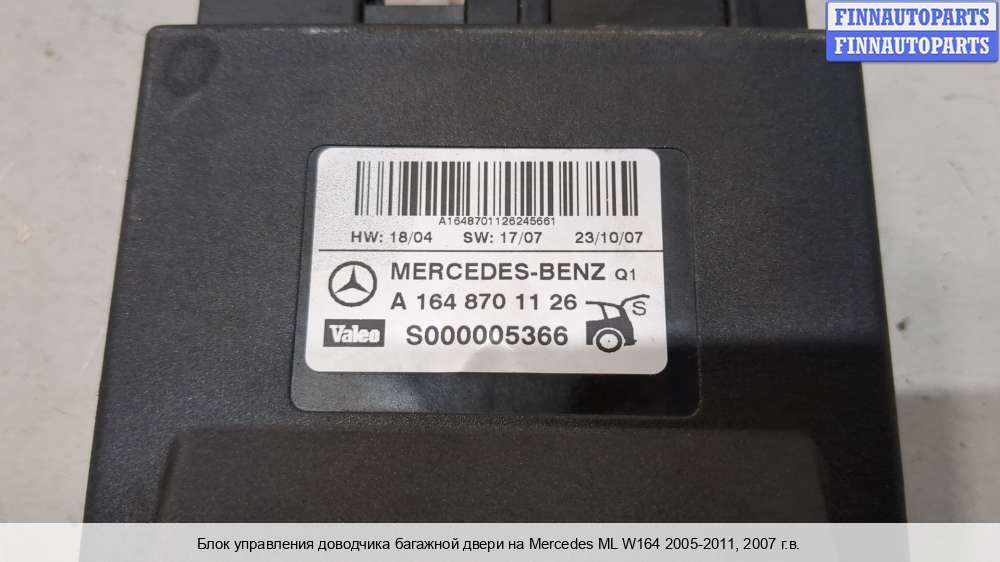 FINNAUTOPARTS
FINNAUTOPARTS
A1648701126245661
HW: 18/04 SW: 17/07 23/10/07
MERCEDES-BENZ Q1
A 164 870 11 26
S
Valeo S000005366
Блок управления доводчика багажной двери на Mercedes ML W164 2005-2011, 2007 г.в.